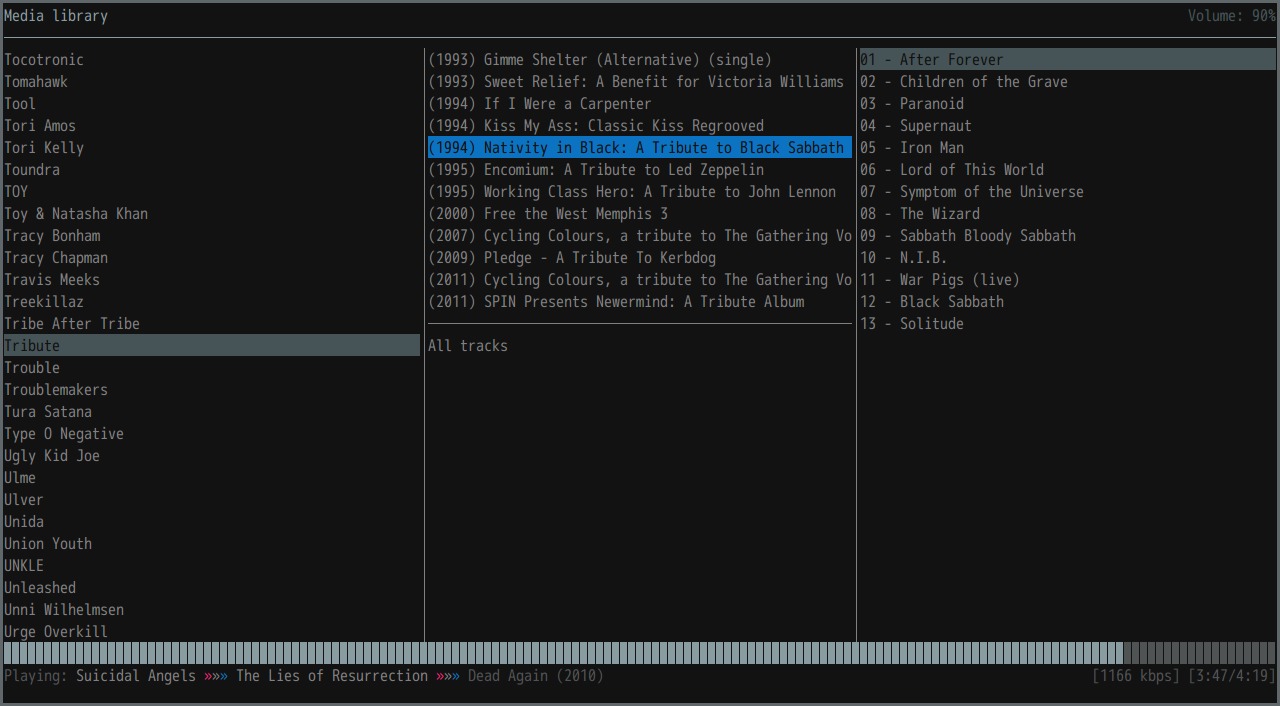 Media library
Volume: 90%
Tocotronic
Tomahawk
Tool
Tori Amos
Tori Kelly
Toundra
TOY
Toy & Natasha Khan
Tracy Bonham
Tracy Chapman
Travis Meeks
Treekillaz
Tribe After Tribe
Tribute
Trouble
Troublemakers
Tura Satana
Type O Negative
Ugly Kid Joe
Ulme
Ulver
Unida
Union Youth
UNKLE
Unleashed
Unni Wilhelmsen
Urge Overkill
(1993) Gimme Shelter (Alternative) (single)
(1993) Sweet Relief: A Benefit for Victoria Williams
(1994) If I Were a Carpenter
(1994) Kiss My Ass: Classic Kiss Regrooved
(1994) Nativity in Black: A Tribute to Black Sabbath
(1995) Encomium: A Tribute to Led Zeppelin
(1995) Working Class Hero: A Tribute to John Lennon
(2000) Free the West Memphis 3
(2007) Cycling Colours, a tribute to The Gathering Vo
(2009) Pledge - A Tribute To Kerbdog
(2011) Cycling Colours, a tribute to The Gathering Vo
(2011) SPIN Presents Newermind: A Tribute Album
All tracks
01 - After Forever
02 - Children of the Grave
03 - Paranoid
04 - Supernaut
05 - Iron Man
06 - Lord of This World
07 - Symptom of the Universe
08 - The Wizard
09 - Sabbath Bloody Sabbath
10 - N.I.B.
11 - War Pigs (live)
12 - Black Sabbath
13 - Solitude
Playing: Suicidal Angels »»» The Lies of Resurrection »»» Dead Again (2010)
[1166 kbps] [3:47/4:19]